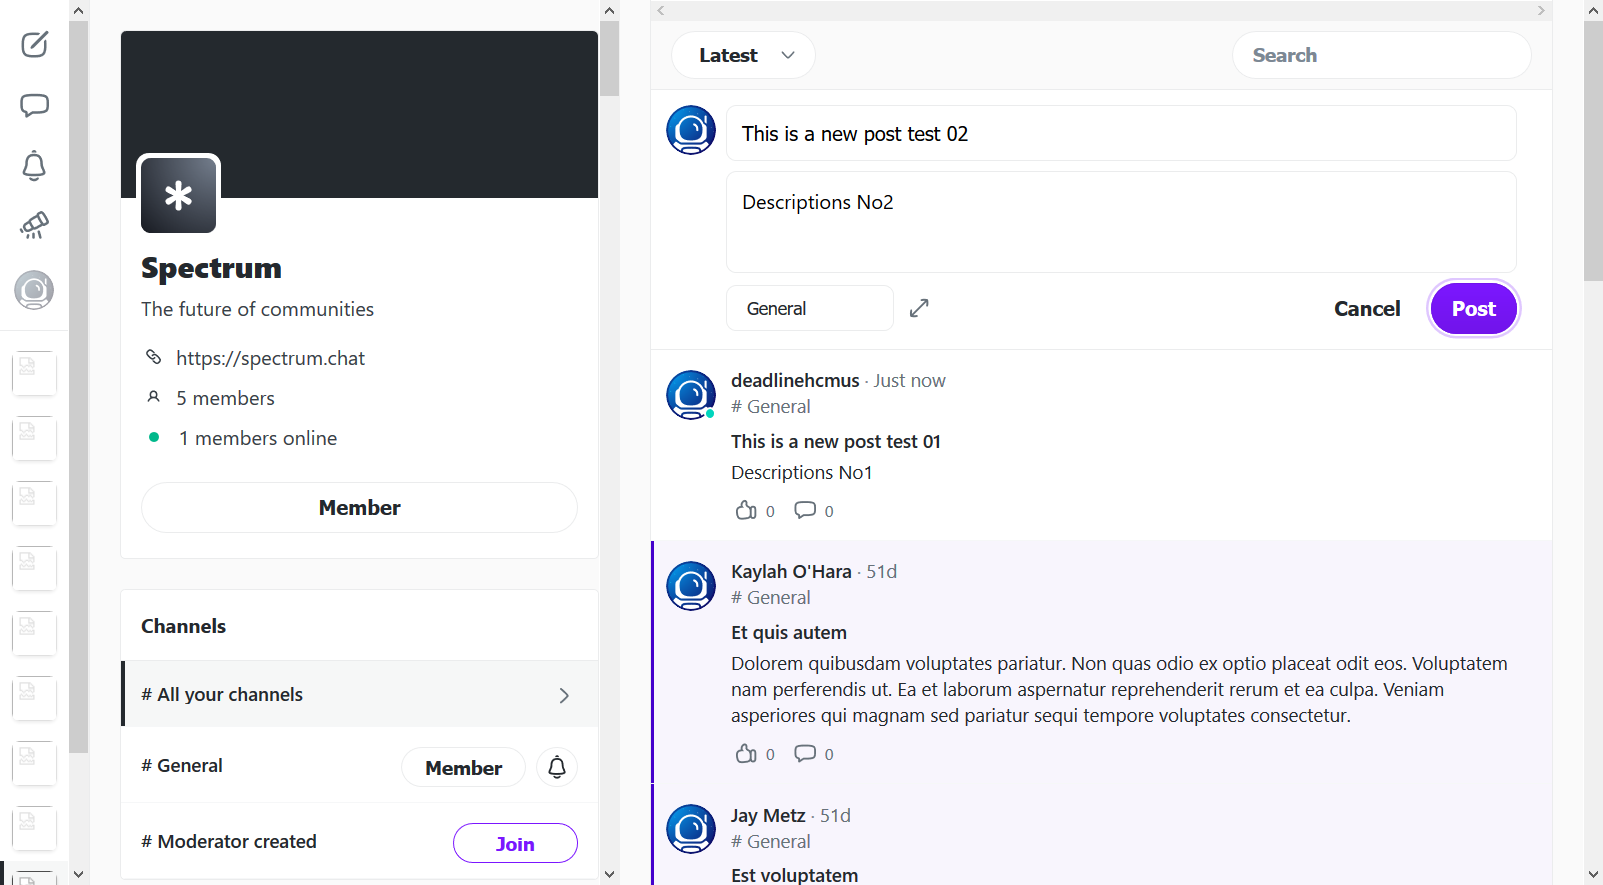 Spectrum
The future of communities
https://spectrum.chat
5 members
1 members online
Member
Channels
# All your channels
# General
Member
# Moderator created
Join
Latest
Search
This is a new post test 02
Descriptions No2
General
Cancel
Post
deadlinehcmus · Just now
# General
This is a new post test 01
Descriptions No1
0
0
Kaylah O'Hara · 51d
# General
Et quis autem
Dolorem quibusdam voluptates pariatur. Non quas odio ex optio placeat odit eos. Voluptatem
nam perferendis ut. Ea et laborum aspernatur reprehenderit rerum et ea culpa. Veniam
asperiores qui magnam sed pariatur sequi tempore voluptates consectetur.
0
0
Jay Metz · 51d
# General
Est voluptatem